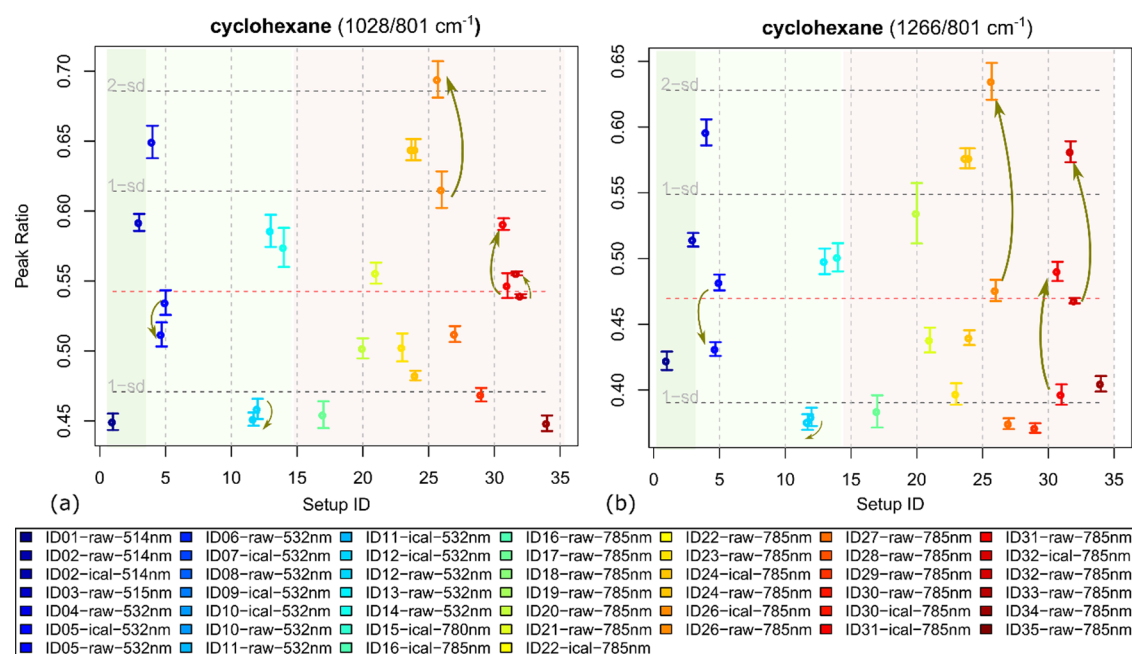 cyclohexane (1028/801 cm⁻¹)
Peak Ratio
0.70
0.65
0.60
0.55
0.50
0.45
2−sd
1−sd
1−sd
0 5 10 15 20 25 30 35
(a)
Setup ID
cyclohexane (1266/801 cm⁻¹)
0.65
0.60
0.55
0.50
0.45
0.40
2−sd
1−sd
1−sd
0 5 10 15 20 25 30 35
(b)
Setup ID
ID01−raw−514nm ID06−raw−532nm ID11−ical−532nm ID16−raw−785nm ID22−raw−785nm ID27−raw−785nm ID31−raw−785nm
ID02−raw−514nm ID07−ical−532nm ID12−ical−532nm ID17−raw−785nm ID23−raw−785nm ID28−raw−785nm ID32−ical−785nm
ID02−ical−514nm ID08−raw−532nm ID12−raw−532nm ID18−raw−785nm ID24−ical−785nm ID29−raw−785nm ID32−raw−785nm
ID03−raw−515nm ID09−ical−532nm ID13−raw−532nm ID19−raw−785nm ID24−raw−785nm ID30−raw−785nm ID33−raw−785nm
ID04−raw−532nm ID10−ical−532nm ID14−raw−532nm ID20−raw−785nm ID26−ical−785nm ID30−ical−785nm ID34−raw−785nm
ID05−ical−532nm ID10−raw−532nm ID15−ical−780nm ID21−raw−785nm ID26−raw−785nm ID31−ical−785nm ID35−raw−785nm
ID05−raw−532nm ID11−raw−532nm ID16−ical−785nm ID22−ical−785nm